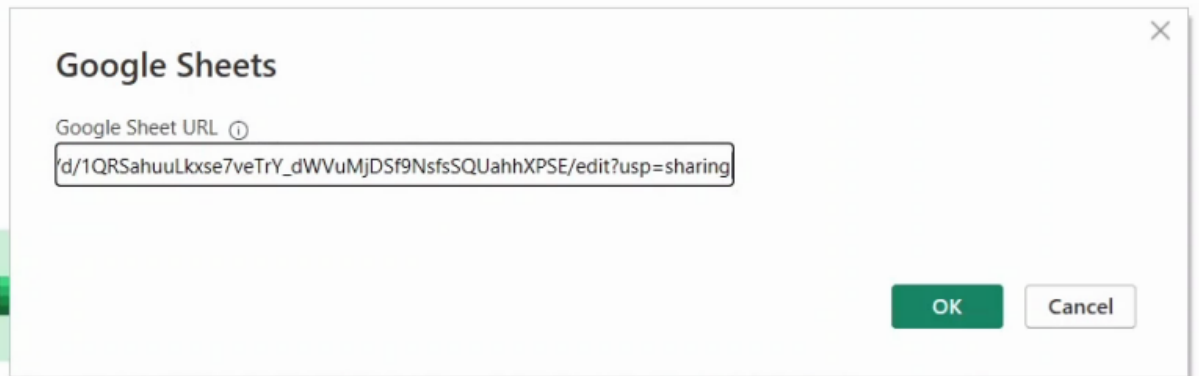 Google Sheets
Google Sheet URL
/d/1QRSahuuLkxse7veTrY_dWVuMjDSf9NsfsSQUahhXPSE/edit?usp=sharing
OK
Cancel